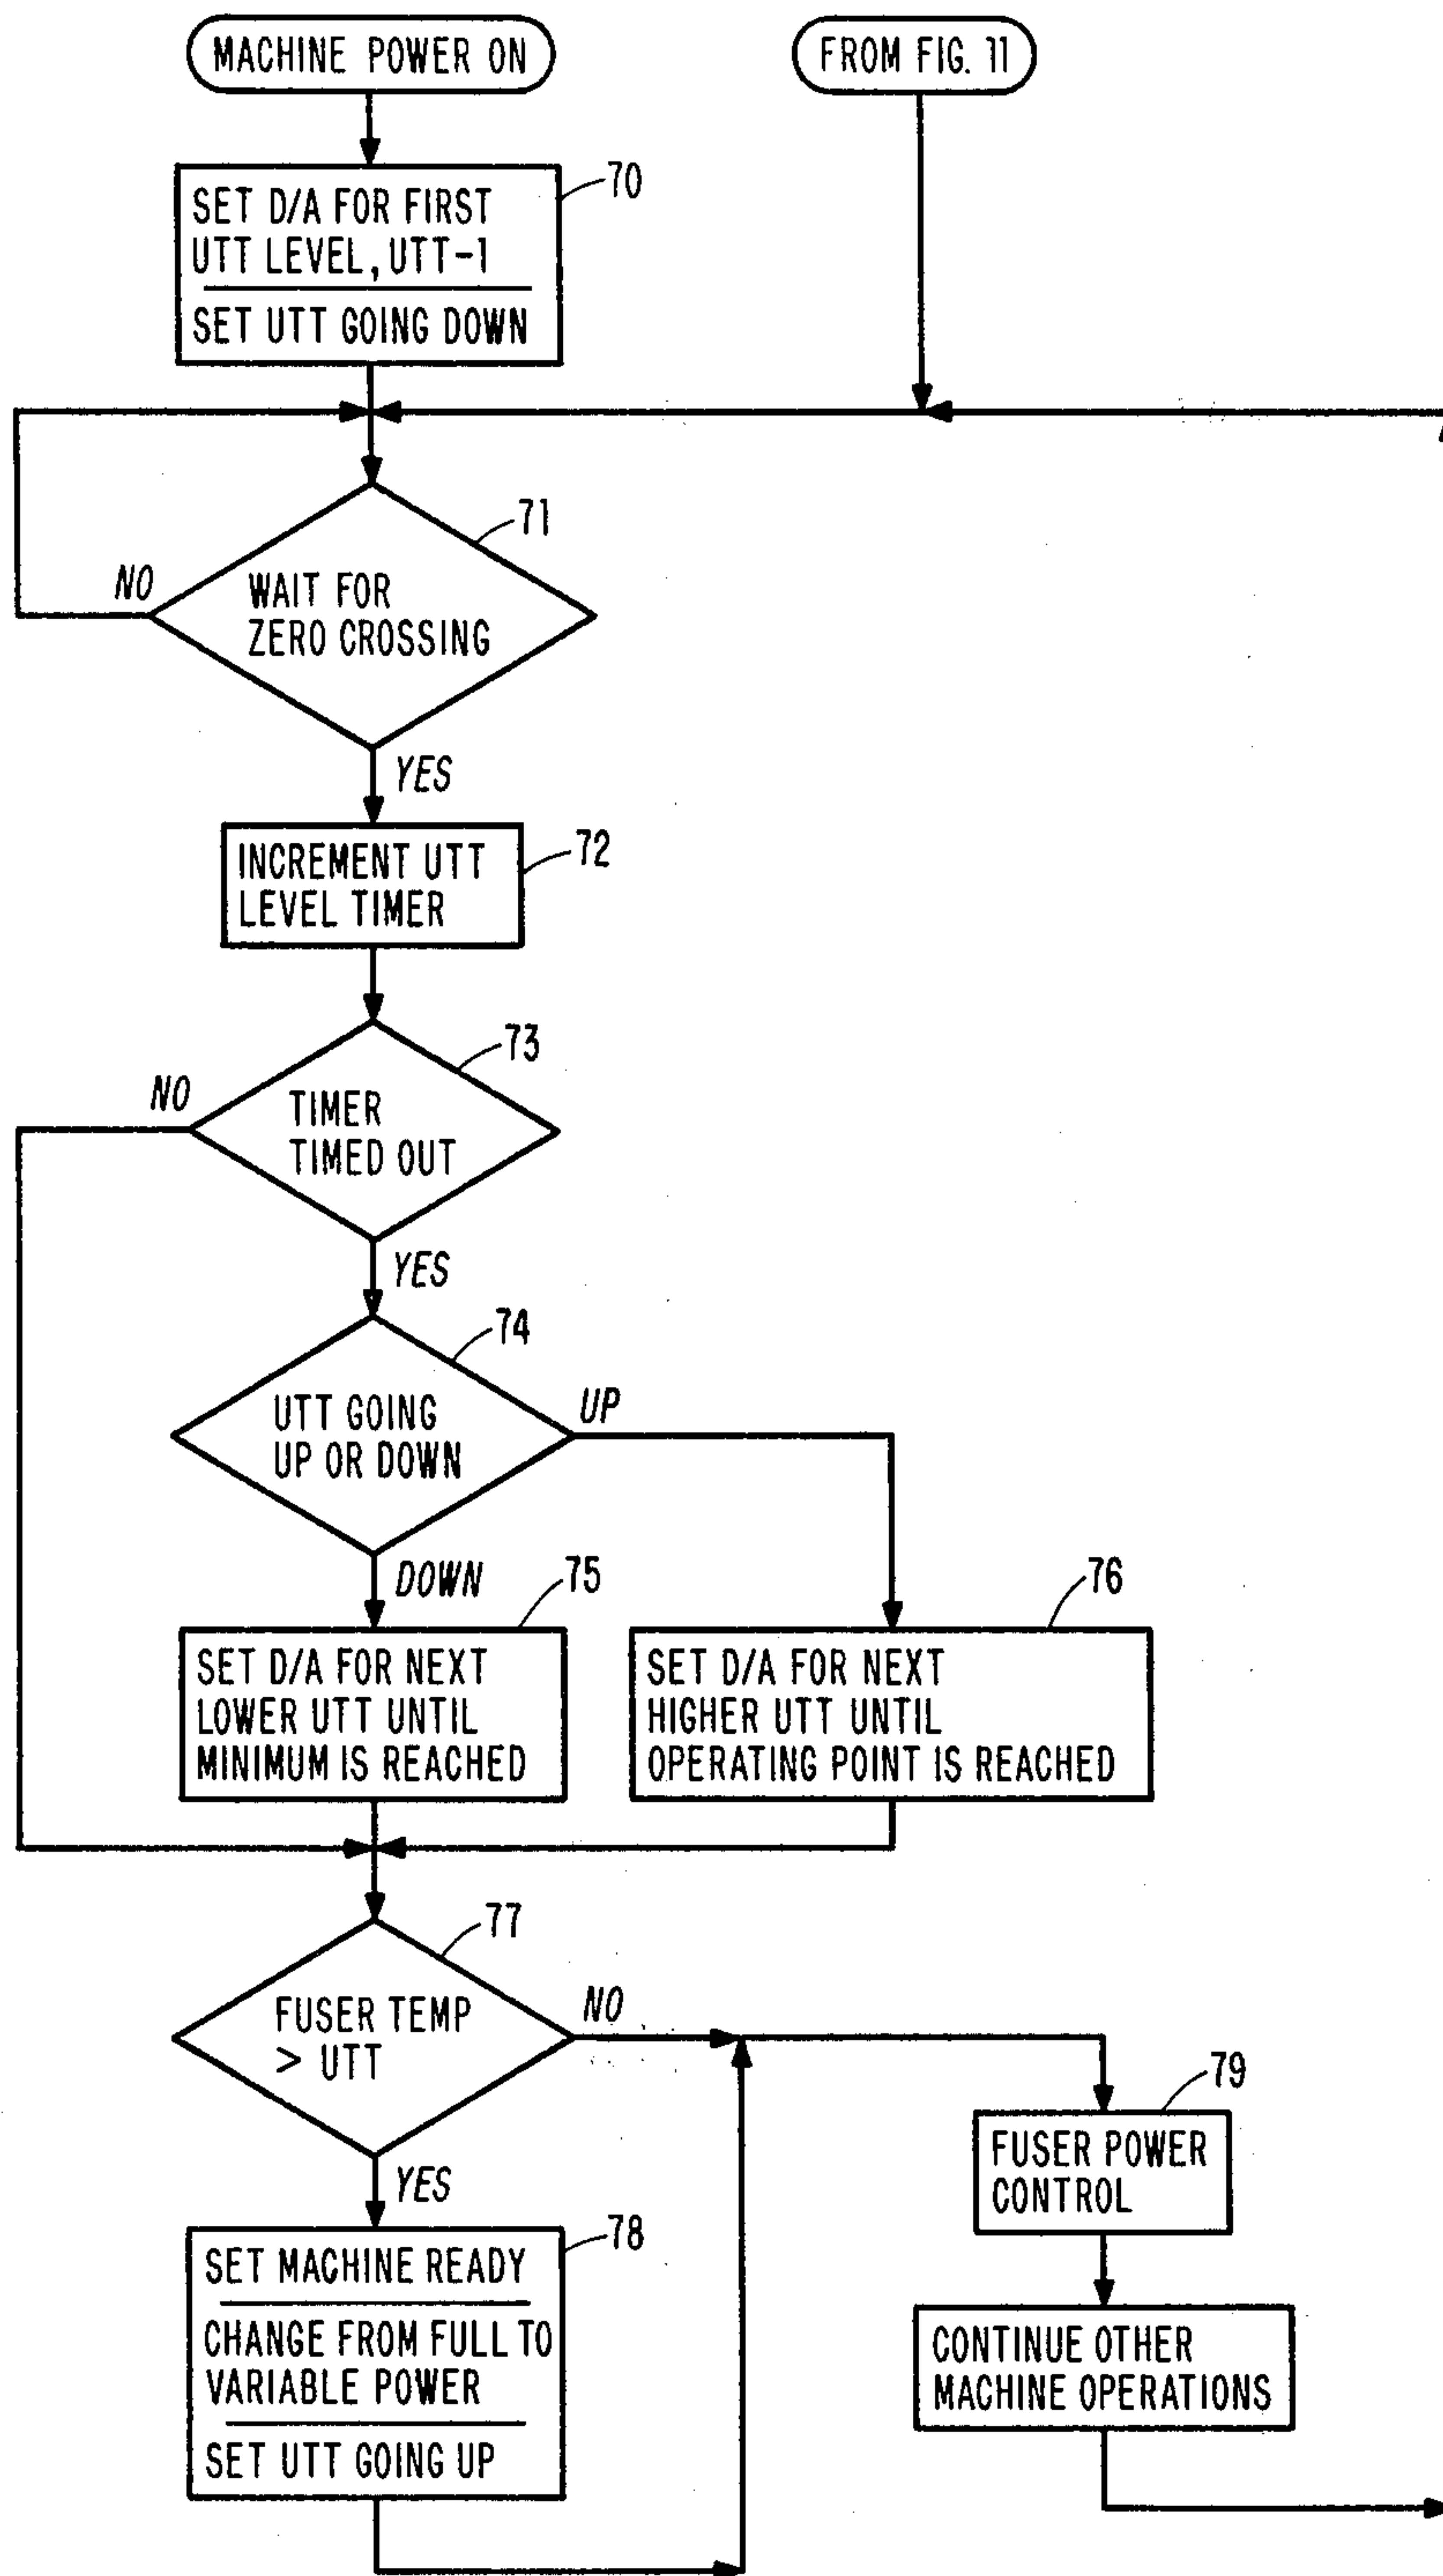 MACHINE POWER ON
FROM FIG. 11
70
SET D/A FOR FIRST
UTT LEVEL, UTT-1
SET UTT GOING DOWN
71
NO
WAIT FOR
ZERO CROSSING
YES
72
INCREMENT UTT
LEVEL TIMER
73
NO
TIMER
TIMED OUT
YES
74
UTT GOING
UP OR DOWN
UP
DOWN
75
SET D/A FOR NEXT
LOWER UTT UNTIL
MINIMUM IS REACHED
76
SET D/A FOR NEXT
HIGHER UTT UNTIL
OPERATING POINT IS REACHED
77
FUSER TEMP
> UTT
NO
YES
78
SET MACHINE READY
CHANGE FROM FULL TO
VARIABLE POWER
SET UTT GOING UP
79
FUSER POWER
CONTROL
CONTINUE OTHER
MACHINE OPERATIONS